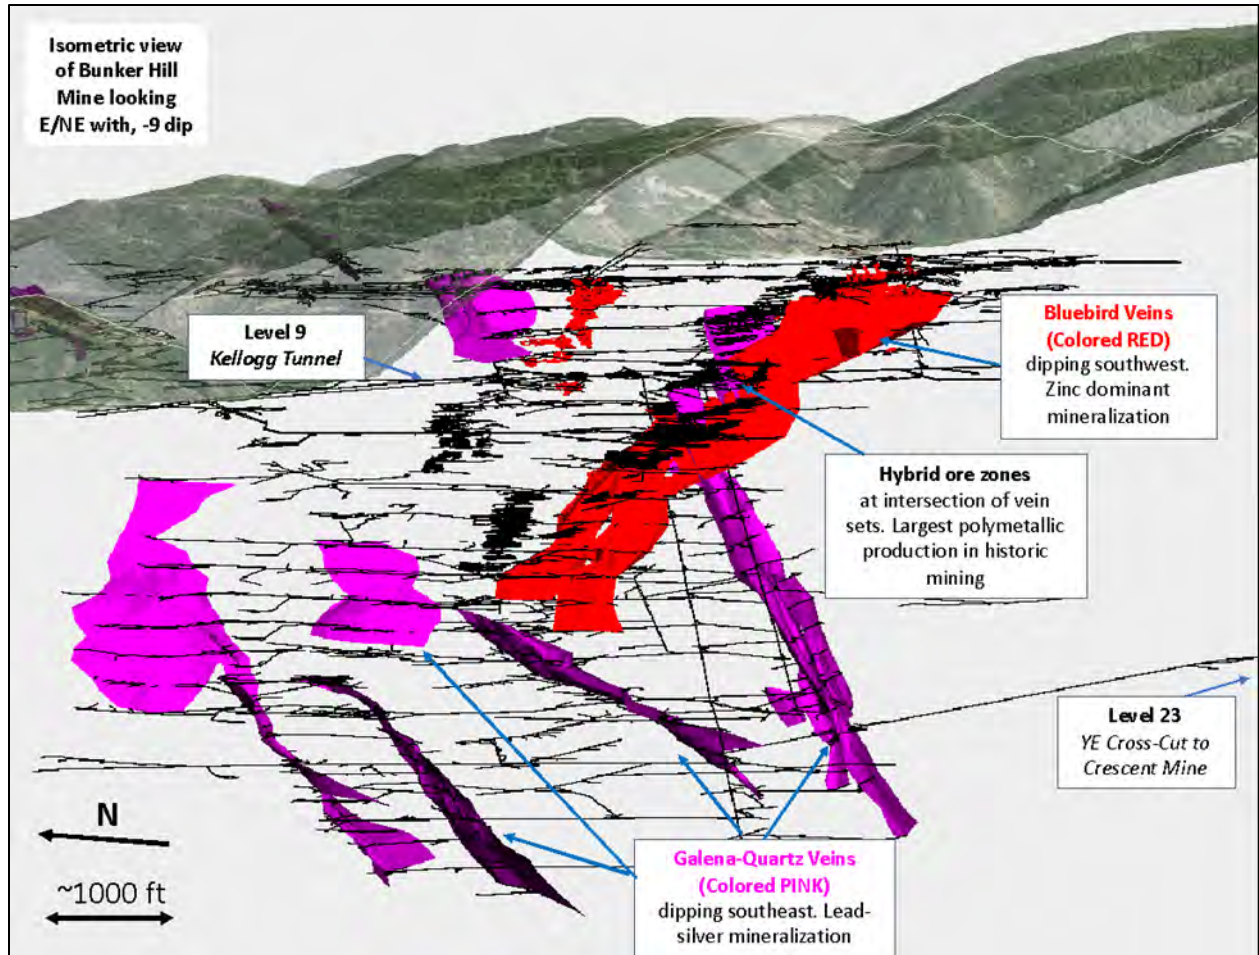 Isometric view
of Bunker Hill
Mine looking
E/NE with, -9 dip
Level 9
Kellogg Tunnel
Bluebird Veins
(Colored RED)
dipping southwest.
Zinc dominant
mineralization
Hybrid ore zones
at intersection of vein
sets. Largest polymetallic
production in historic
mining
Level 23
YE Cross-Cut to
Crescent Mine
N
~1000 ft
Galena-Quartz Veins
(Colored PINK)
dipping southeast. Lead-
silver mineralization